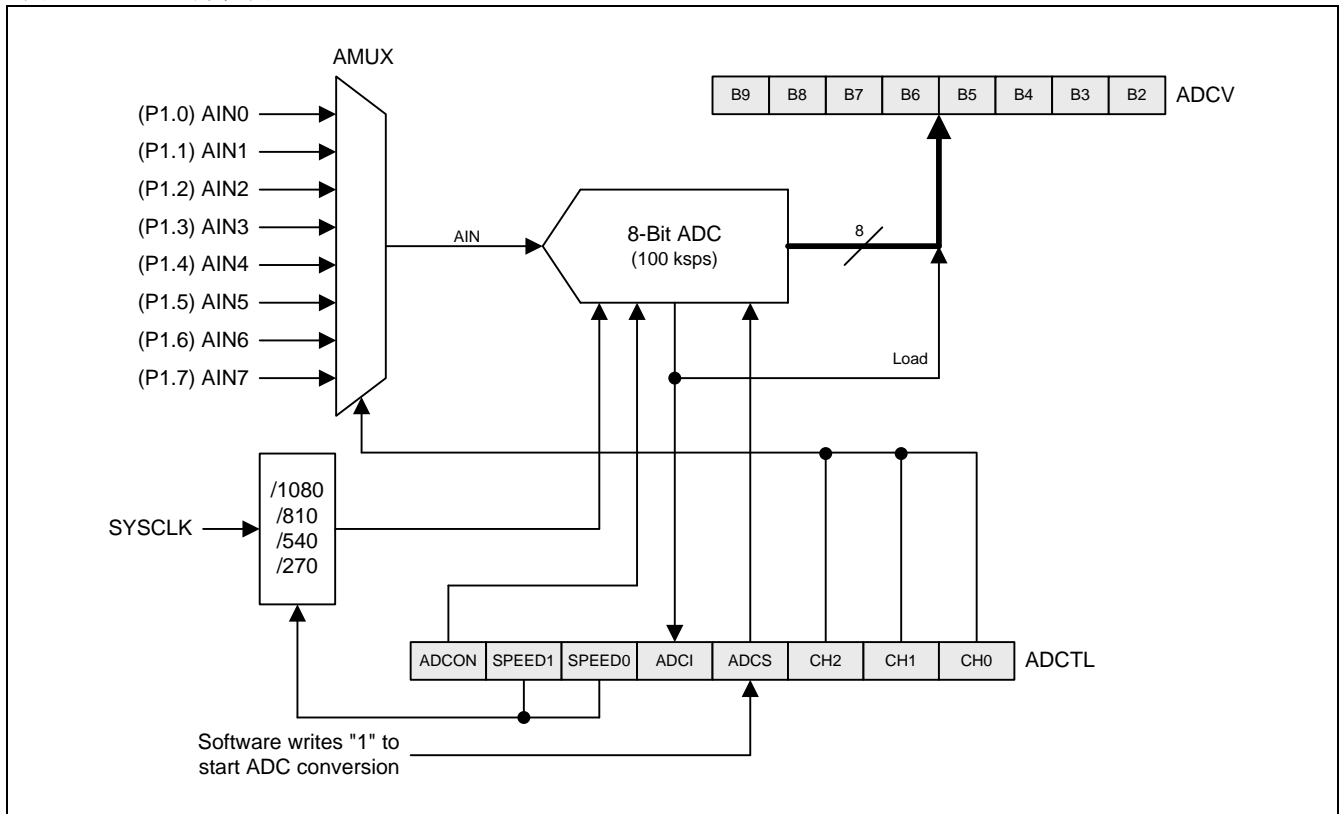 AMUX
B9 B8 B7 B6 B5 B4 B3 B2 ADCV
(P1.0) AIN0
(P1.1) AIN1
(P1.2) AIN2
(P1.3) AIN3
(P1.4) AIN4
(P1.5) AIN5
(P1.6) AIN6
(P1.7) AIN7
AIN
8-Bit ADC
(100 ksps)
8
Load
SYSCLK
/1080
/810
/540
/270
ADCON SPEED1 SPEED0 ADCI ADCS CH2 CH1 CH0 ADCTL
Software writes "1" to
start ADC conversion